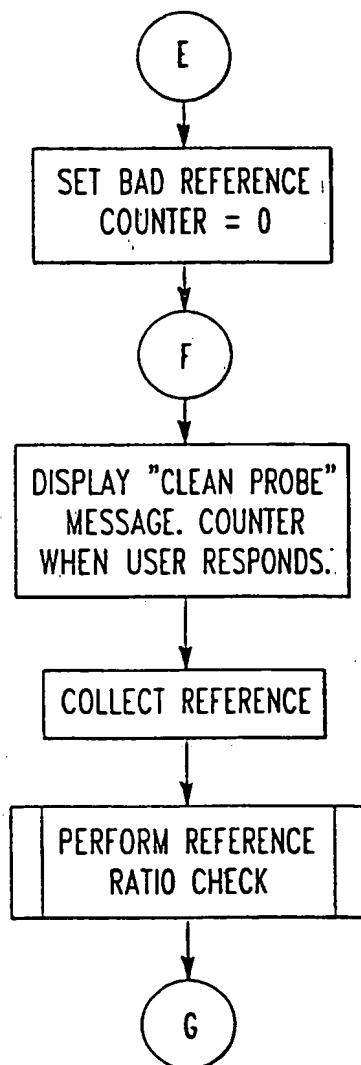 E
SET BAD REFERENCE
COUNTER = 0
F
DISPLAY "CLEAN PROBE"
MESSAGE. COUNTER
WHEN USER RESPONDS.
COLLECT REFERENCE
PERFORM REFERENCE
RATIO CHECK
G